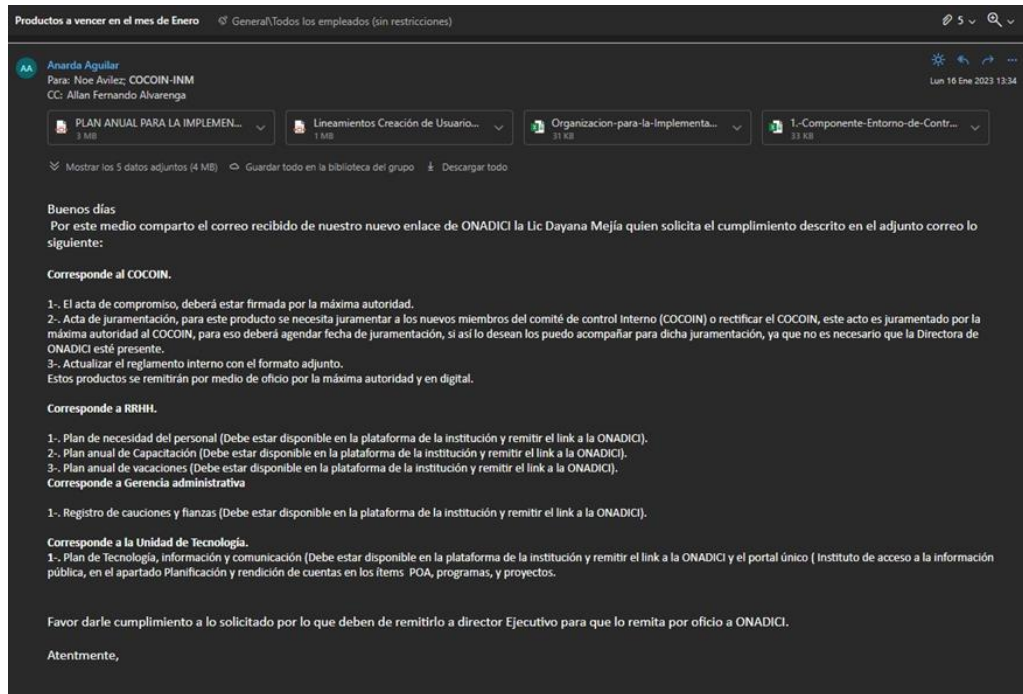 Productos a vencer en el mes de Enero General\Todos los empleados (sin restricciones) 5
AA Anarda Aguilar
Para: Noe Avilez; COCOIN-INM
CC: Allan Fernando Alvarenga
Lun 16 Ene 2023 13:34
PLAN ANUAL PARA LA IMPLEMEN...
3 MB
Lineamientos Creación de Usuario...
1 MB
Organizacion-para-la-Implementa...
31 KB
1.-Componente-Entorno-de-Contr...
33 KB
Mostrar los 5 datos adjuntos (4 MB) Guardar todo en la biblioteca del grupo Descargar todo
Buenos días
Por este medio comparto el correo recibido de nuestro nuevo enlace de ONADICI la Lic Dayana Mejía quien solicita el cumplimiento descrito en el adjunto correo lo
siguiente:
Corresponde al COCOIN.
1-. El acta de compromiso, deberá estar firmada por la máxima autoridad.
2-. Acta de juramentación, para este producto se necesita juramentar a los nuevos miembros del comité de control Interno (COCOIN) o rectificar el COCOIN, este acto es juramentado por la
máxima autoridad al COCOIN, para eso deberá agendar fecha de juramentación, si así lo desean los puedo acompañar para dicha juramentación, ya que no es necesario que la Directora de
ONADICI esté presente.
3-. Actualizar el reglamento interno con el formato adjunto.
Estos productos se remitirán por medio de oficio por la máxima autoridad y en digital.
Corresponde a RRHH.
1-. Plan de necesidad del personal (Debe estar disponible en la plataforma de la institución y remitir el link a la ONADICI).
2-. Plan anual de Capacitación (Debe estar disponible en la plataforma de la institución y remitir el link a la ONADICI).
3-. Plan anual de vacaciones (Debe estar disponible en la plataforma de la institución y remitir el link a la ONADICI).
Corresponde a Gerencia administrativa
1-. Registro de cauciones y fianzas (Debe estar disponible en la plataforma de la institución y remitir el link a la ONADICI).
Corresponde a la Unidad de Tecnología.
1-. Plan de Tecnología, información y comunicación (Debe estar disponible en la plataforma de la institución y remitir el link a la ONADICI y el portal único ( Instituto de acceso a la información
pública, en el apartado Planificación y rendición de cuentas en los ítems POA, programas, y proyectos.
Favor darle cumplimiento a lo solicitado por lo que deben de remitirlo a director Ejecutivo para que lo remita por oficio a ONADICI.
Atentmente,